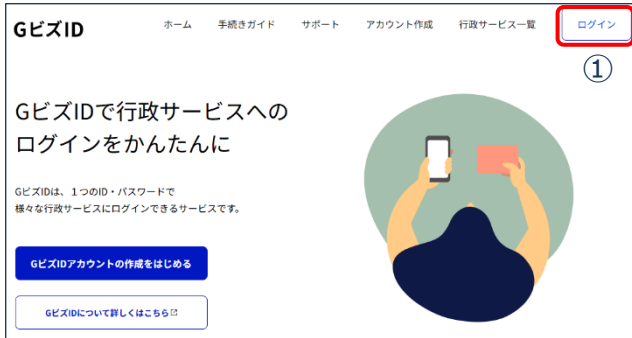 GビズID
ホーム 手続きガイド サポート アカウント作成 行政サービス一覧 ログイン
①
GビズIDで行政サービスへの
ログインをかんたんに
GビズIDは、１つのID・パスワードで
様々な行政サービスにログインできるサービスです。
GビズIDアカウントの作成をはじめる
GビズIDについて詳しくはこちら